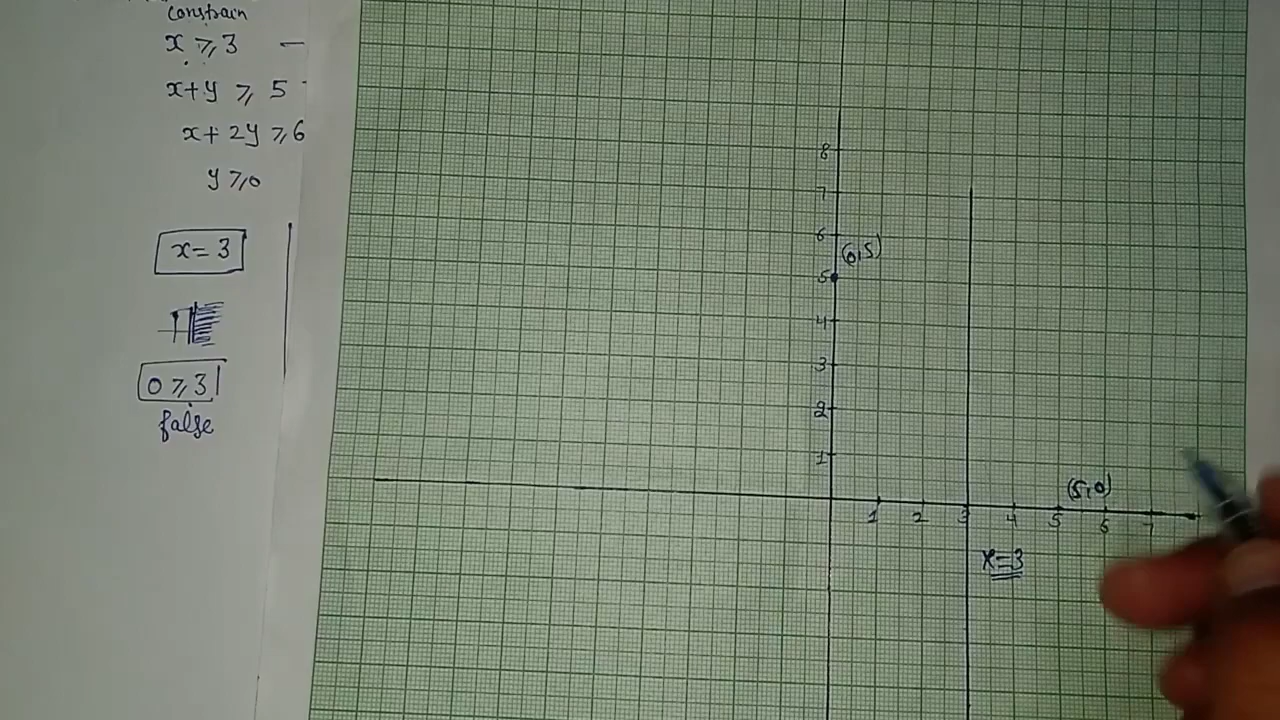 constrain
x ≥ 3 —
x+y ≥ 5
x+2y ≥ 6
y ≥ 0
x = 3
0 ≥ 3
false
8
7
6
(0,5)
5
4
3
2
1
(5,0)
1 2 3 4 5 6 7
x=3